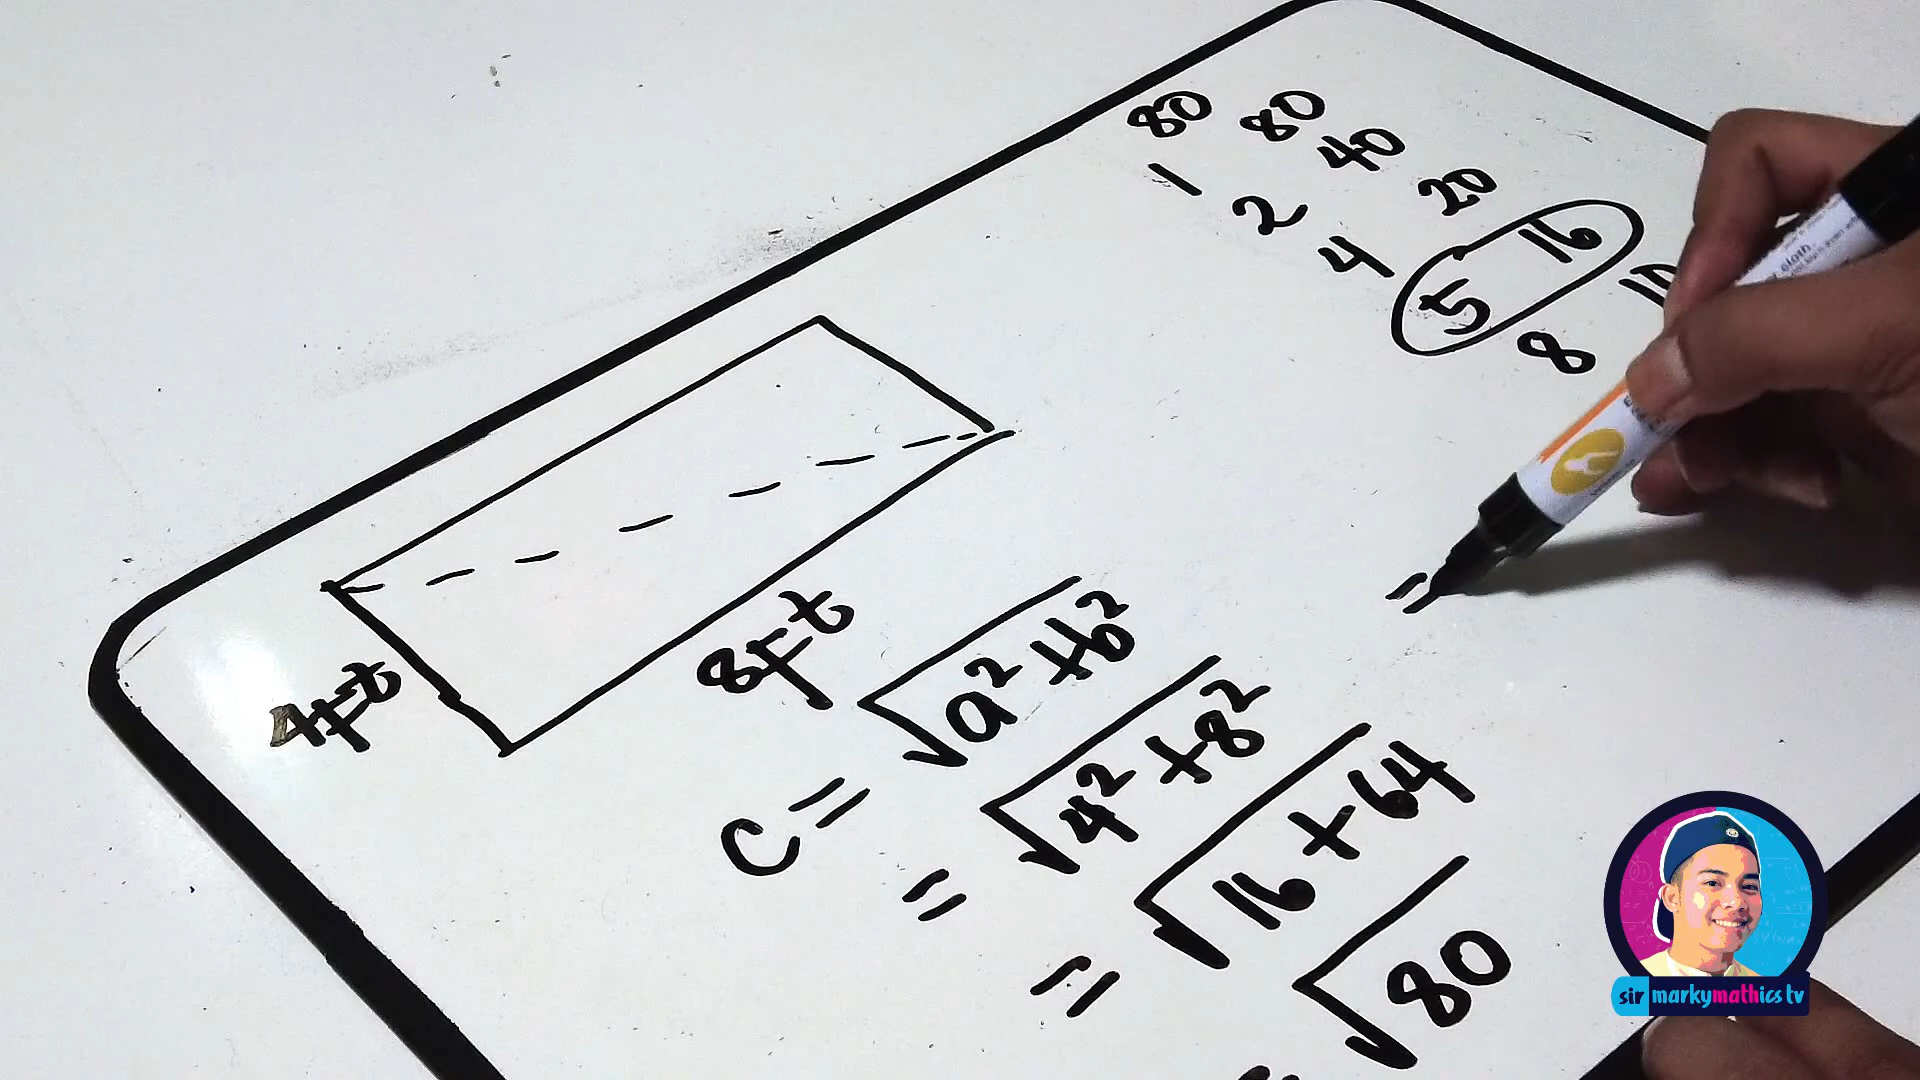 80
1 80
2 40
4 20
5 16
8 10
4ft
8ft
c = √a² + b²
= √4² + 8²
= √16 + 64
= √80
=
sir markymathics tv